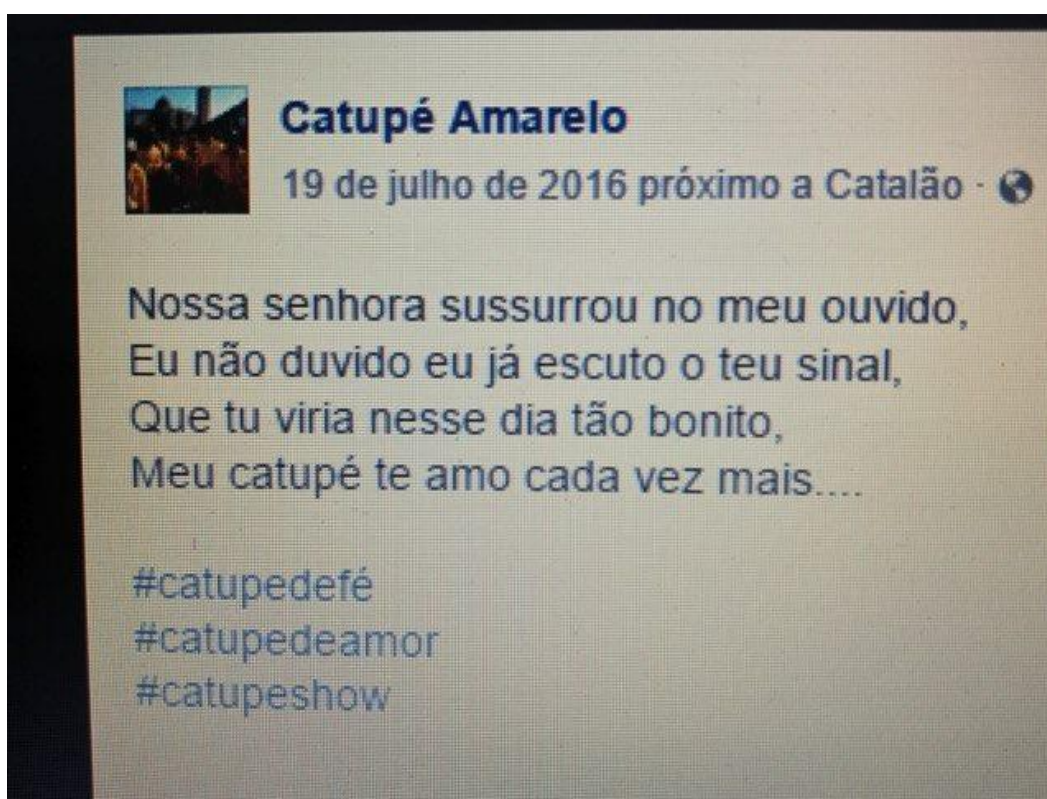 Catupé Amarelo
19 de julho de 2016 próximo a Catalão ·
Nossa senhora sussurrou no meu ouvido,
Eu não duvido eu já escuto o teu sinal,
Que tu viria nesse dia tão bonito,
Meu catupé te amo cada vez mais....
#catupedefé
#catupedeamor
#catupeshow